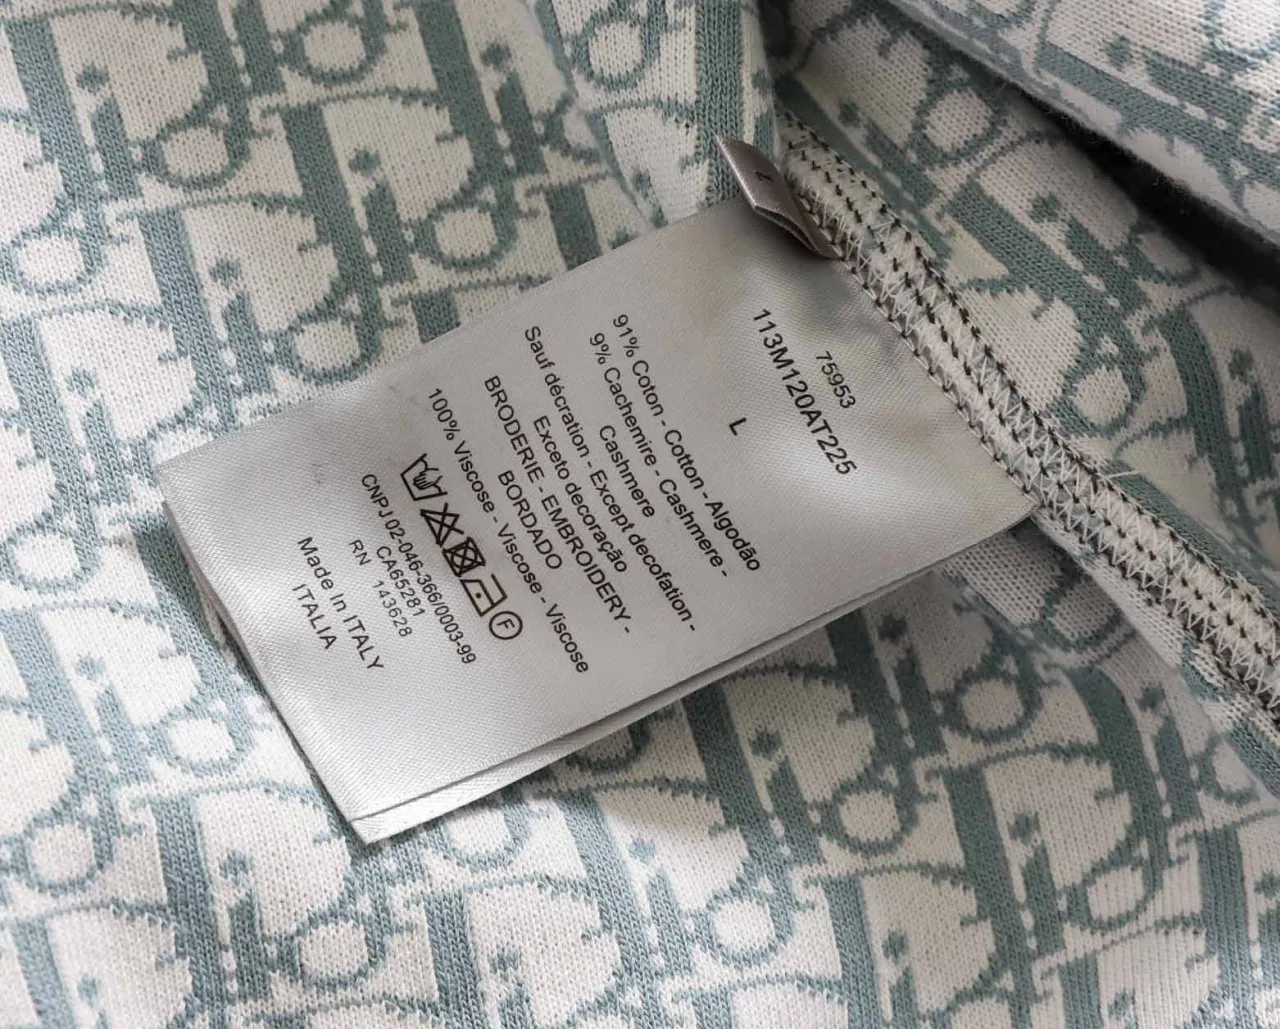 75953
113M120AT225
L
91% Cotton - Cotton - Algodão
9% Cachemire - Cashmere -
Cashmere
Sauf décration - Except decofation -
Exceto decoração
BRODERIE - EMBROIDERY -
BORDADO
100% Viscose - Viscose - Viscose
F
CNPJ 02-046-366/0003-99
CA65281
RN 143628
Made In ITALY
ITALIA